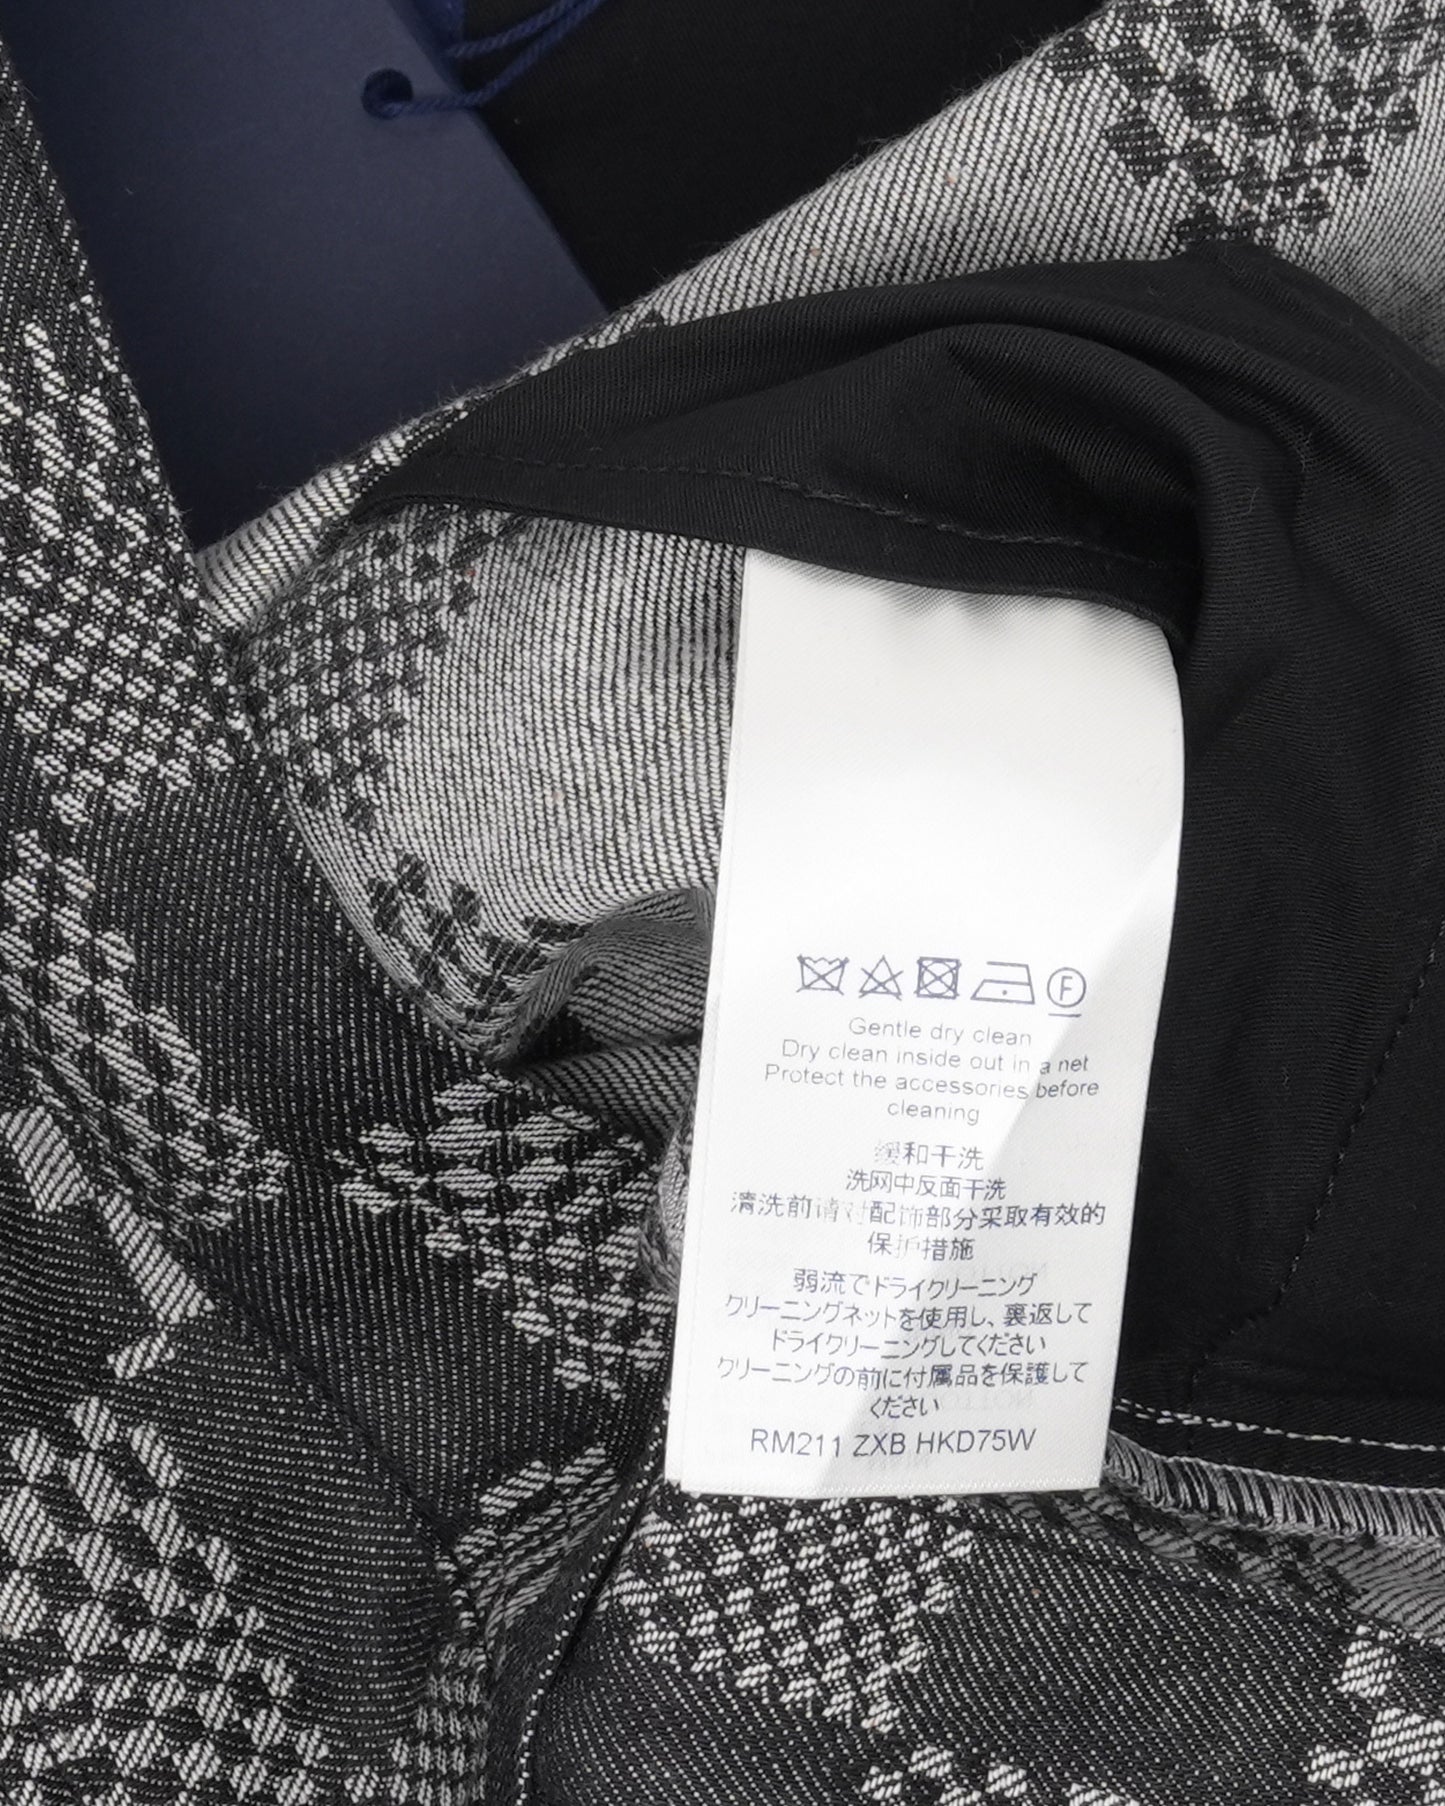 F
Gentle dry clean
Dry clean inside out in a net
Protect the accessories before
cleaning
缓和干洗
洗网中反面干洗
清洗前请对配饰部分采取有效的
保护措施
弱流でドライクリーニング
クリーニングネットを使用し、裏返して
ドライクリーニングしてください
クリーニングの前に付属品を保護して
ください
RM211 ZXB HKD75W